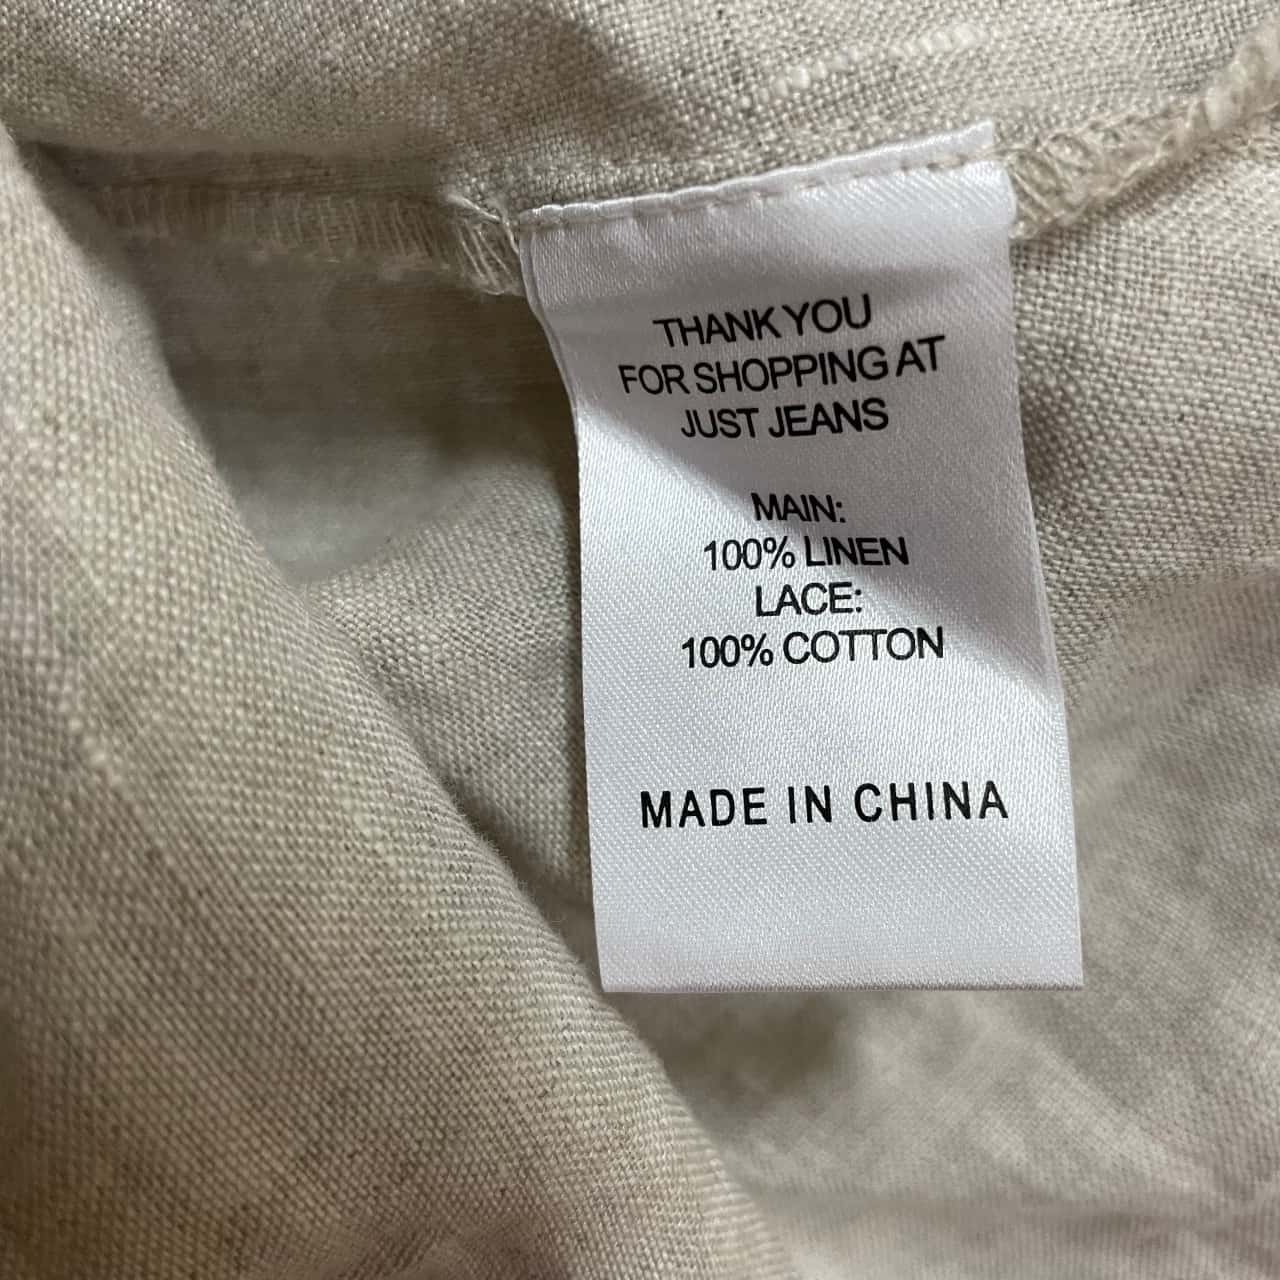 THANK YOU
FOR SHOPPING AT
JUST JEANS
MAIN:
100% LINEN
LACE:
100% COTTON
MADE IN CHINA